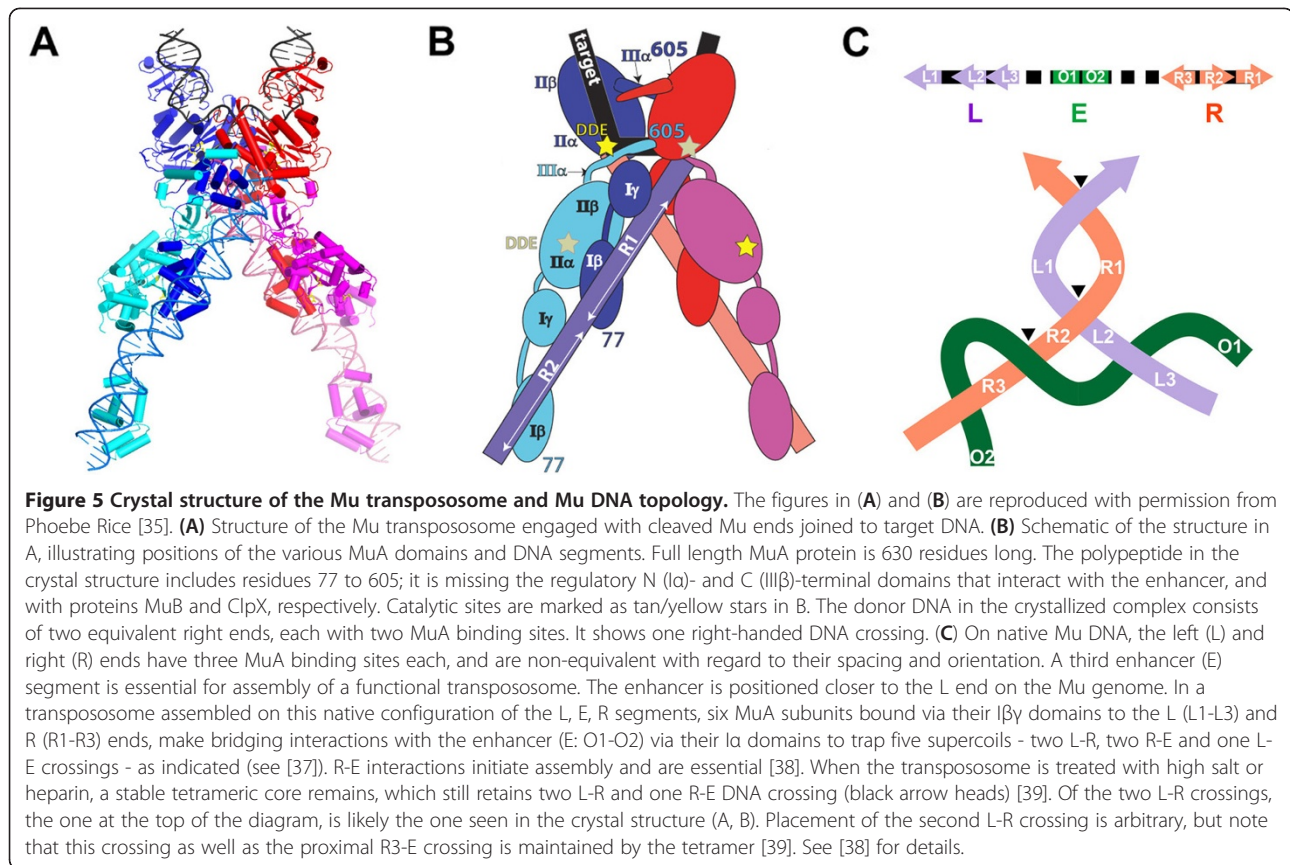 A
B
C
target
IIIα 605
IIβ
DDE
605
IIα
IIIα
Iγ
IIβ
R1
DDE
IIα
Iβ
Iγ
77
R2
Iβ
77
L1 L2 L3 O1 O2 R3 R2 R1
L E R
L1 R1
R2 L2
O1
R3 L3
O2
Figure 5 Crystal structure of the Mu transpososome and Mu DNA topology. The figures in (A) and (B) are reproduced with permission from
Phoebe Rice [35]. (A) Structure of the Mu transpososome engaged with cleaved Mu ends joined to target DNA. (B) Schematic of the structure in
A, illustrating positions of the various MuA domains and DNA segments. Full length MuA protein is 630 residues long. The polypeptide in the
crystal structure includes residues 77 to 605; it is missing the regulatory N (Iα)- and C (IIIβ)-terminal domains that interact with the enhancer, and
with proteins MuB and ClpX, respectively. Catalytic sites are marked as tan/yellow stars in B. The donor DNA in the crystallized complex consists
of two equivalent right ends, each with two MuA binding sites. It shows one right-handed DNA crossing. (C) On native Mu DNA, the left (L) and
right (R) ends have three MuA binding sites each, and are non-equivalent with regard to their spacing and orientation. A third enhancer (E)
segment is essential for assembly of a functional transpososome. The enhancer is positioned closer to the L end on the Mu genome. In a
transpososome assembled on this native configuration of the L, E, R segments, six MuA subunits bound via their Iβγ domains to the L (L1-L3) and
R (R1-R3) ends, make bridging interactions with the enhancer (E: O1-O2) via their Iα domains to trap five supercoils - two L-R, two R-E and one L-
E crossings - as indicated (see [37]). R-E interactions initiate assembly and are essential [38]. When the transpososome is treated with high salt or
heparin, a stable tetrameric core remains, which still retains two L-R and one R-E DNA crossing (black arrow heads) [39]. Of the two L-R crossings,
the one at the top of the diagram, is likely the one seen in the crystal structure (A, B). Placement of the second L-R crossing is arbitrary, but note
that this crossing as well as the proximal R3-E crossing is maintained by the tetramer [39]. See [38] for details.